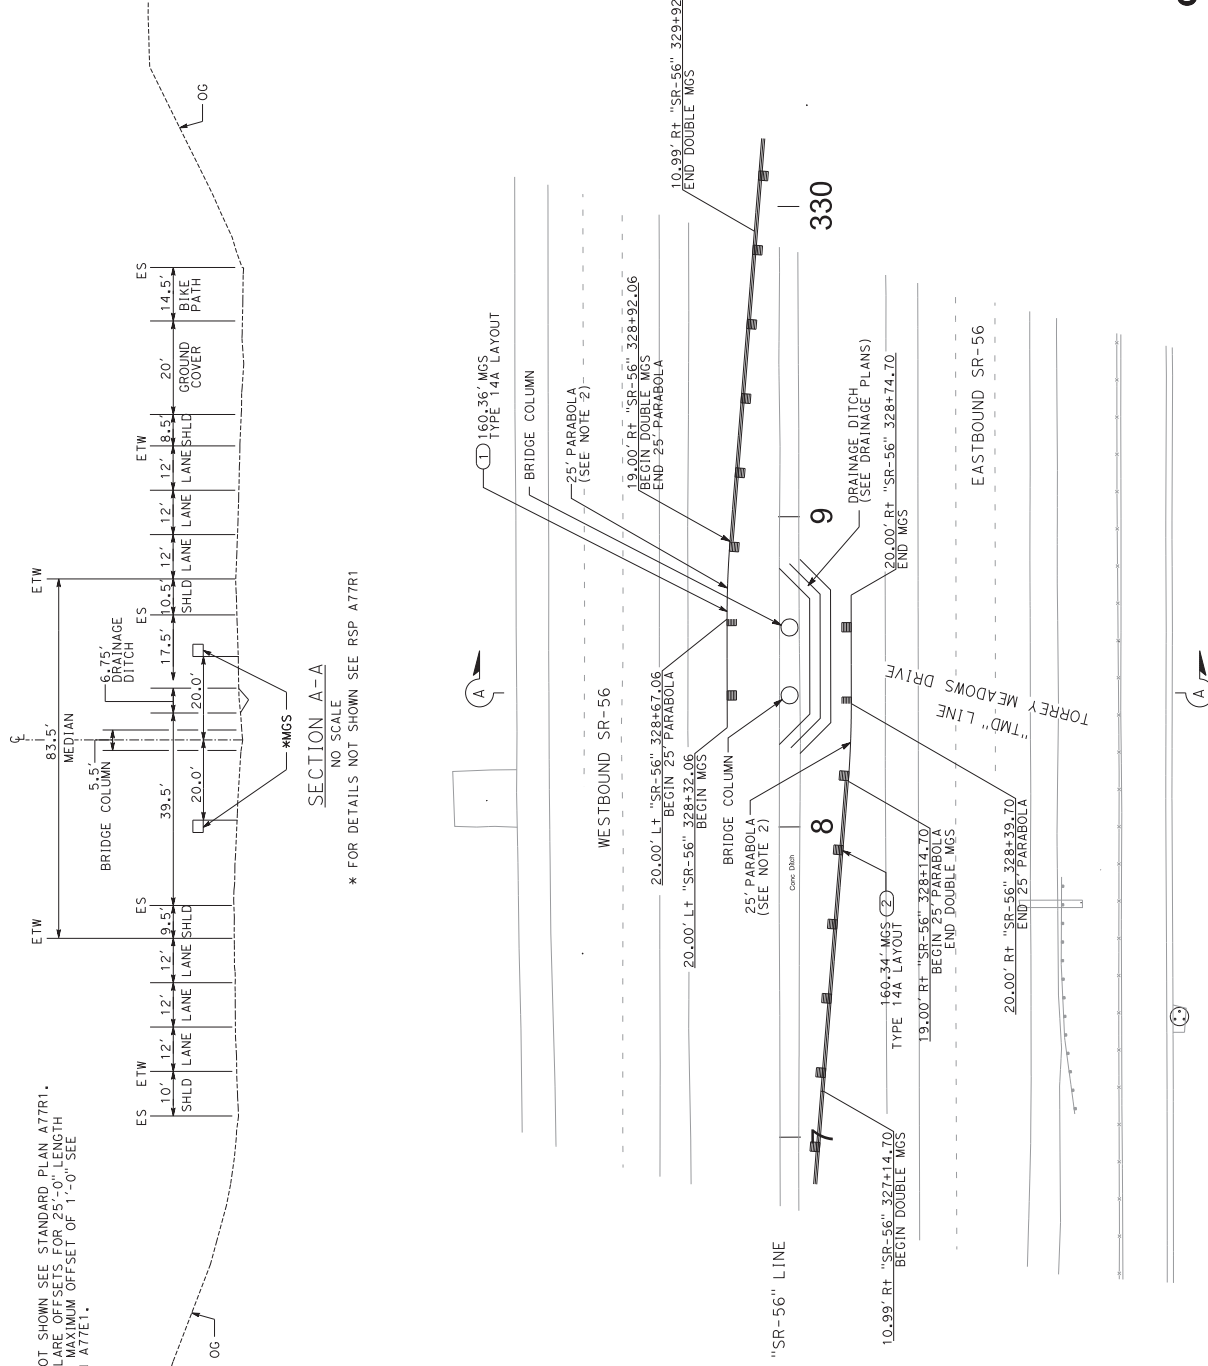 OT SHOWN SEE STANDARD PLAN A77R1.
LARE OFFSETS FOR 25'-0" LENGTH
MAXIMUM OFFSET OF 1'-0" SEE
A77E1.
ETW
ETW
℄
83.5'
MEDIAN
5.5'
BRIDGE COLUMN
6.75'
DRAINAGE
DITCH
ES
ETW
ES
ES
ETW
ES
10'
SHLD
12'
LANE
12'
LANE
12'
LANE
9.5'
SHLD
39.5'
17.5'
10.5'
SHLD
12'
LANE
12'
LANE
12'
LANE
8.5'
SHLD
20'
GROUND
COVER
14.5'
BIKE
PATH
20.0'
20.0'
OG
OG
*MGS
SECTION A-A
NO SCALE
* FOR DETAILS NOT SHOWN SEE RSP A77R1
A
A
1
160.36' MGS
TYPE 14A LAYOUT
BRIDGE COLUMN
25' PARABOLA
(SEE NOTE 2)
WESTBOUND SR-56
19.00' R† "SR-56" 328+92.06
BEGIN DOUBLE MGS
END 25' PARABOLA
10.99' R† "SR-56" 329+92
END DOUBLE MGS
20.00' L† "SR-56" 328+67.06
BEGIN 25' PARABOLA
20.00' L† "SR-56" 328+32.06
BEGIN MGS
BRIDGE COLUMN
25' PARABOLA
(SEE NOTE 2)
"SR-56" LINE
Conc Ditch
7
8
9
330
DRAINAGE DITCH
(SEE DRAINAGE PLANS)
20.00' R† "SR-56" 328+74.70
END MGS
160.34' MGS
2
TYPE 14A LAYOUT
10.99' R† "SR-56" 327+14.70
BEGIN DOUBLE MGS
19.00' R† "SR-56" 328+14.70
BEGIN 25' PARABOLA
END DOUBLE MGS
20.00' R† "SR-56" 328+39.70
END 25' PARABOLA
"TMD" LINE
TORREY MEADOWS DRIVE
EASTBOUND SR-56